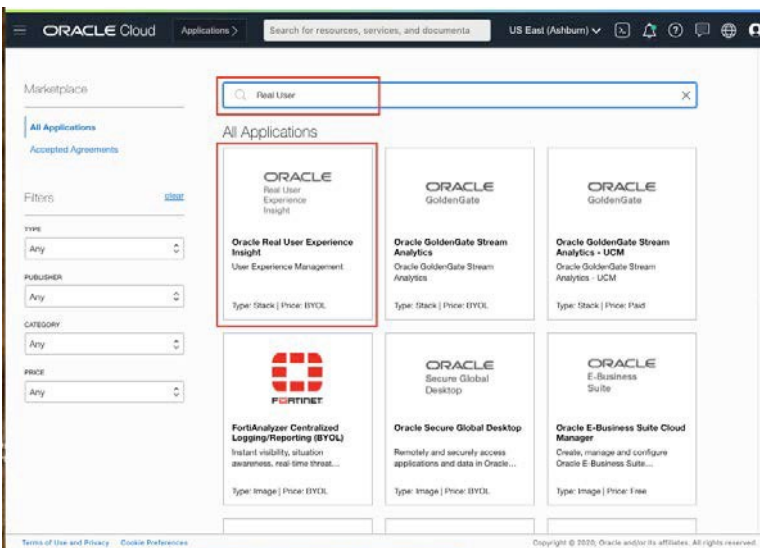 ORACLE Cloud
Applications >
Search for resources, services, and documenta
US East (Ashburn)
Marketplace
All Applications
Accepted Agreements
Filters
clear
TYPE
Any
PUBLISHER
Any
CATEGORY
Any
PRICE
Any
Real User
All Applications
ORACLE
Real User
Experience
Insight
Oracle Real User Experience
Insight
User Experience Management
Type: Stack | Price: BYOL
ORACLE
GoldenGate
Oracle GoldenGate Stream
Analytics
Oracle GoldenGate Stream
Analytics
Type: Stack | Price: BYOL
ORACLE
GoldenGate
Oracle GoldenGate Stream
Analytics - UCM
Oracle GoldenGate Stream
Analytics - UCM
Type: Stack | Price: Paid
FORTINET
FortiAnalyzer Centralized
Logging/Reporting (BYOL)
Instant visibility, situation
awareness, real-time threat...
Type: Image | Price: BYOL
ORACLE
Secure Global
Desktop
Oracle Secure Global Desktop
Remotely and securely access
applications and data in Oracle...
Type: Image | Price: BYOL
ORACLE
E-Business
Suite
Oracle E-Business Suite Cloud
Manager
Create, manage and configure
Oracle E-Business Suite...
Type: Image | Price: Free
Terms of Use and Privacy
Cookie Preferences
Copyright © 2020, Oracle and/or its affiliates. All rights reserved.